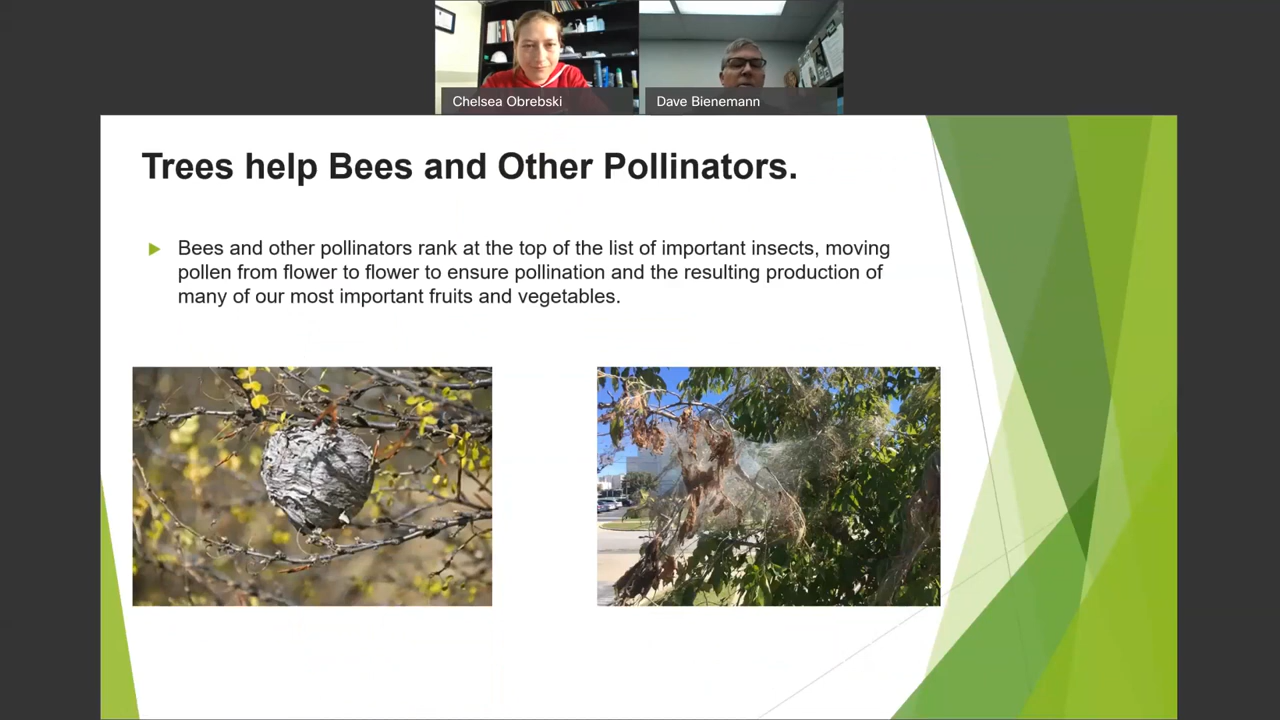 Chelsea Obrebski
Dave Bienemann
Trees help Bees and Other Pollinators.
Bees and other pollinators rank at the top of the list of important insects, moving
pollen from flower to flower to ensure pollination and the resulting production of
many of our most important fruits and vegetables.